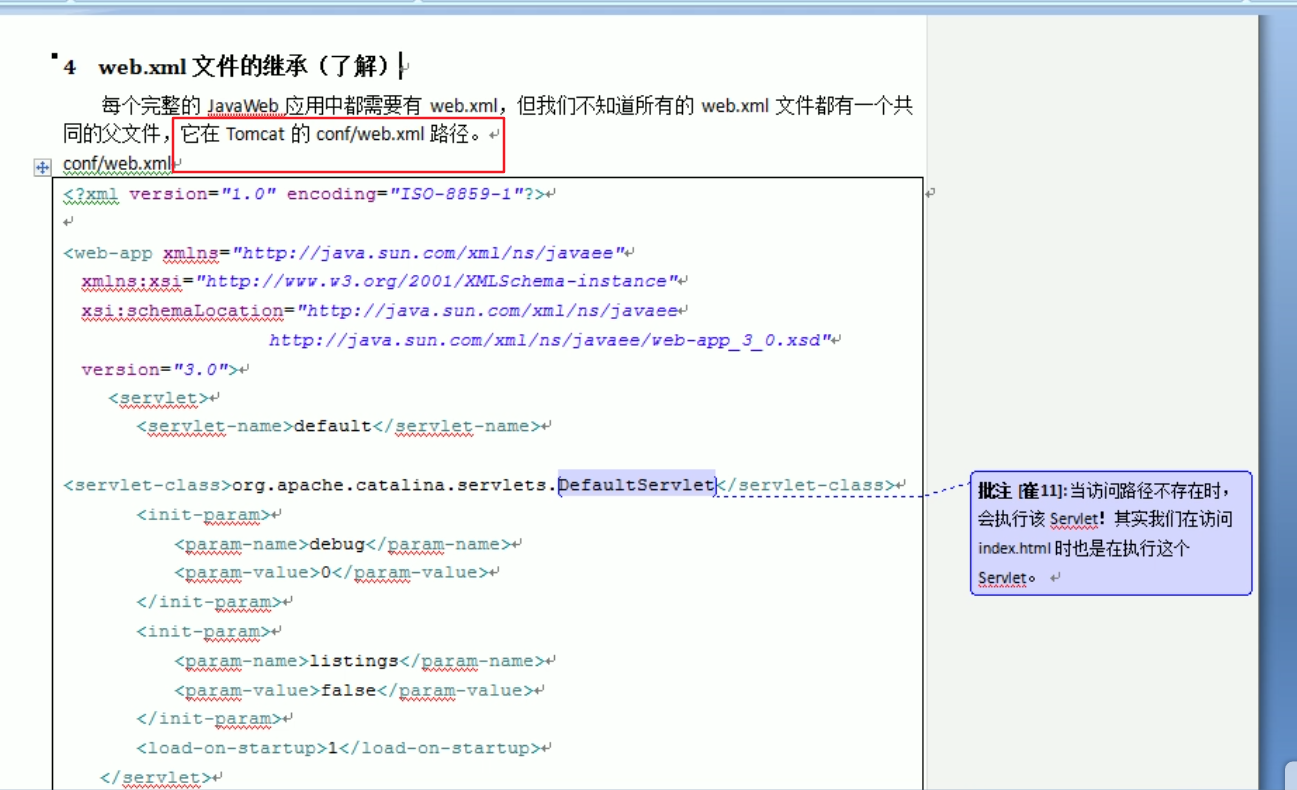 4 web.xml 文件的继承（了解）
每个完整的 JavaWeb 应用中都需要有 web.xml，但我们不知道所有的 web.xml 文件都有一个共
同的父文件，它在 Tomcat 的 conf/web.xml 路径。
conf/web.xml
<?xml version="1.0" encoding="ISO-8859-1"?>
<web-app xmlns="http://java.sun.com/xml/ns/javaee"
xmlns:xsi="http://www.w3.org/2001/XMLSchema-instance"
xsi:schemaLocation="http://java.sun.com/xml/ns/javaee
http://java.sun.com/xml/ns/javaee/web-app_3_0.xsd"
version="3.0">
<servlet>
<servlet-name>default</servlet-name>
<servlet-class>org.apache.catalina.servlets.DefaultServlet</servlet-class>
<init-param>
<param-name>debug</param-name>
<param-value>0</param-value>
</init-param>
<init-param>
<param-name>listings</param-name>
<param-value>false</param-value>
</init-param>
<load-on-startup>1</load-on-startup>
</servlet>
批注 [崔11]:当访问路径不存在时，
会执行该 Servlet！其实我们在访问
index.html 时也是在执行这个
Servlet。